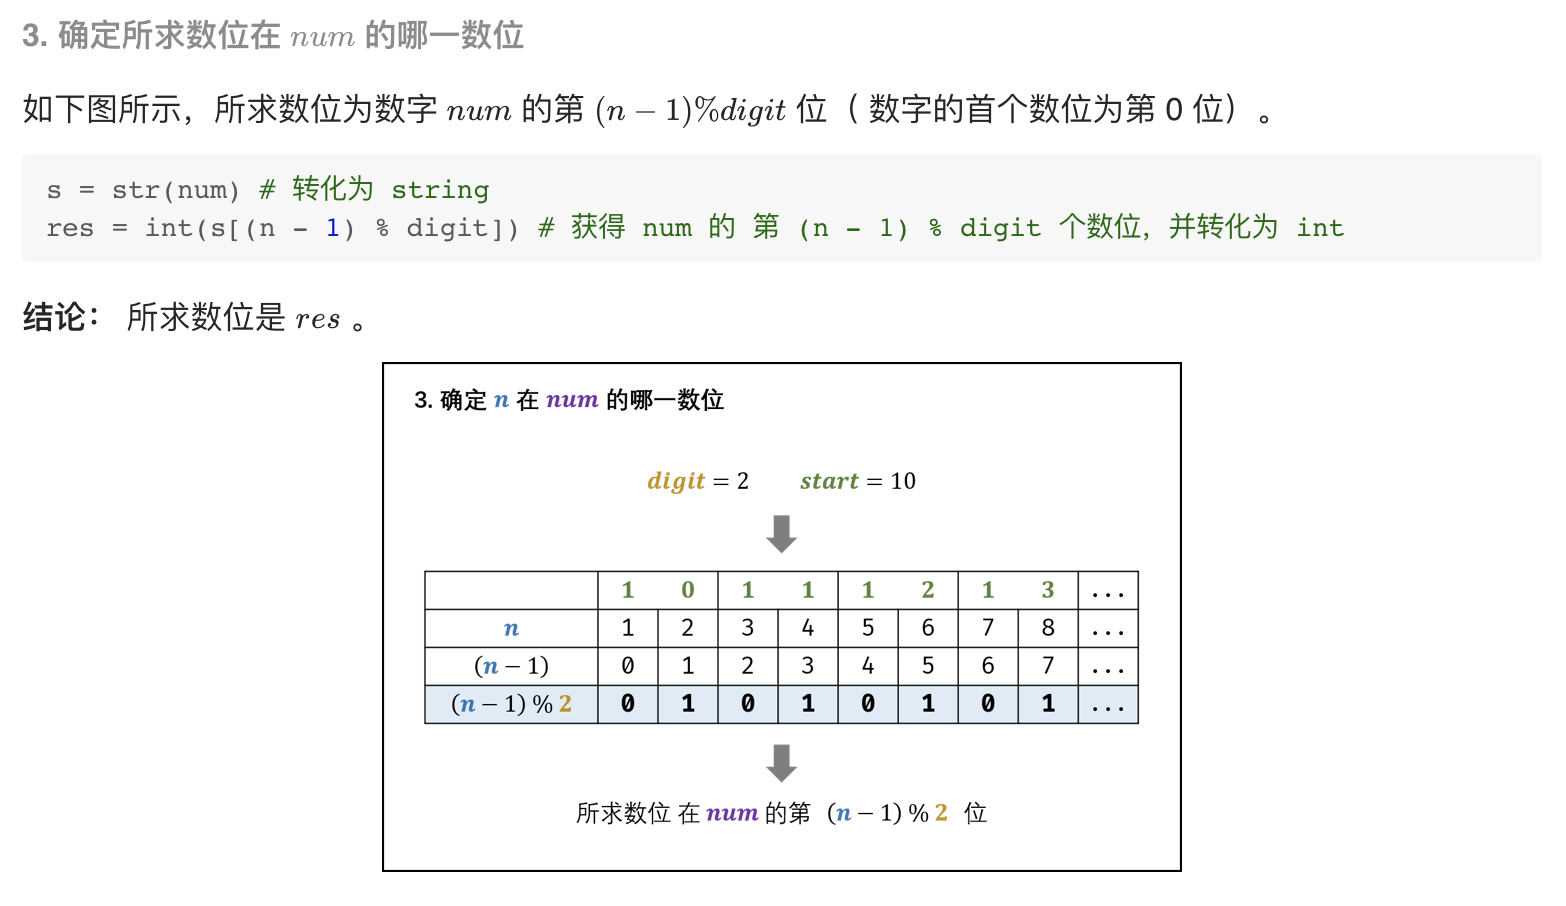 3. 确定所求数位在 num 的哪一数位
如下图所示，所求数位为数字 num 的第 (n − 1)%digit 位（ 数字的首个数位为第 0 位）。
s = str(num) # 转化为 string
res = int(s[(n - 1) % digit]) # 获得 num 的 第 (n - 1) % digit 个数位，并转化为 int
结论： 所求数位是 res 。
3. 确定 n 在 num 的哪一数位
digit = 2 start = 10
1 0 1 1 1 2 1 3 ...
n 1 2 3 4 5 6 7 8 ...
(n − 1) 0 1 2 3 4 5 6 7 ...
(n − 1) % 2 0 1 0 1 0 1 0 1 ...
所求数位 在 num 的第 (n − 1) % 2 位